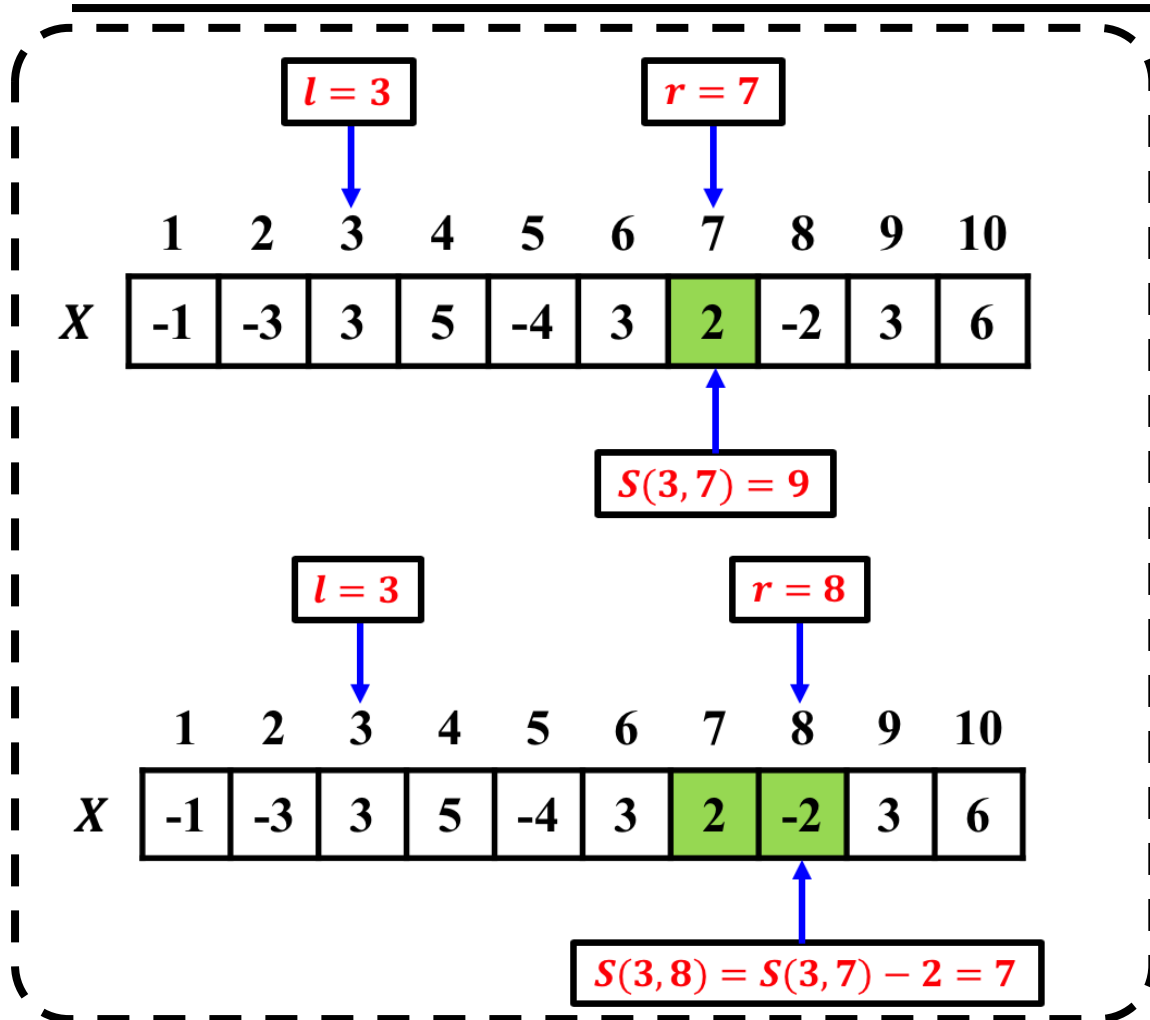 l = 3 r = 7
1 2 3 4 5 6 7 8 9 10
X -1 -3 3 5 -4 3 2 -2 3 6
S(3, 7) = 9
l = 3 r = 8
1 2 3 4 5 6 7 8 9 10
X -1 -3 3 5 -4 3 2 -2 3 6
S(3, 8) = S(3, 7) − 2 = 7